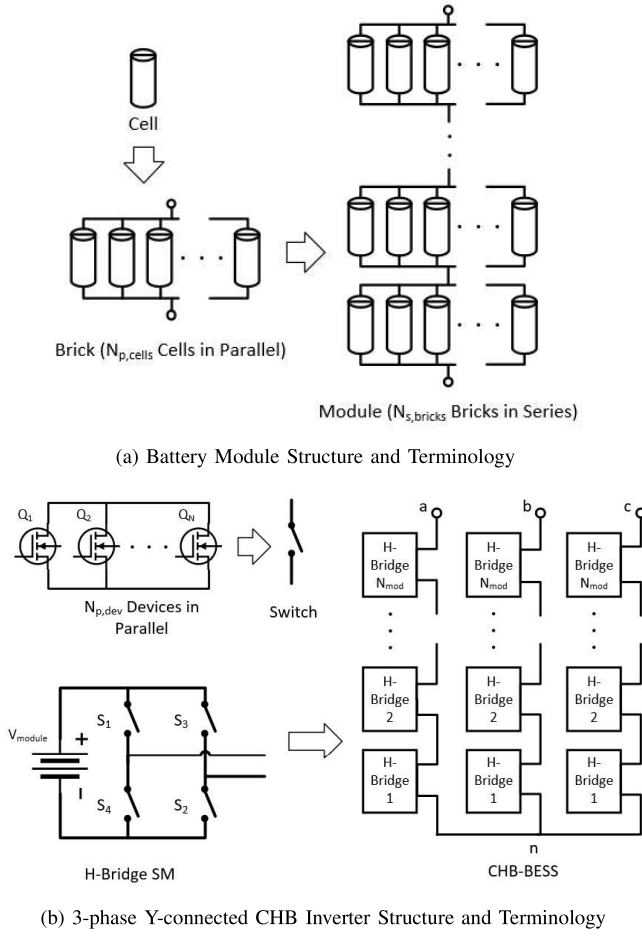 Cell
Brick (Np,cells Cells in Parallel)
Module (Ns,bricks Bricks in Series)
(a) Battery Module Structure and Terminology
Q1
Q2
QN
Np,dev Devices in
Parallel
Switch
Vmodule
+
S1
S3
S4
S2
H-Bridge SM
a
b
c
H-
Bridge
Nmod
H-
Bridge
Nmod
H-
Bridge
Nmod
H-
Bridge
2
H-
Bridge
2
H-
Bridge
2
H-
Bridge
1
H-
Bridge
1
H-
Bridge
1
n
CHB-BESS
(b) 3-phase Y-connected CHB Inverter Structure and Terminology